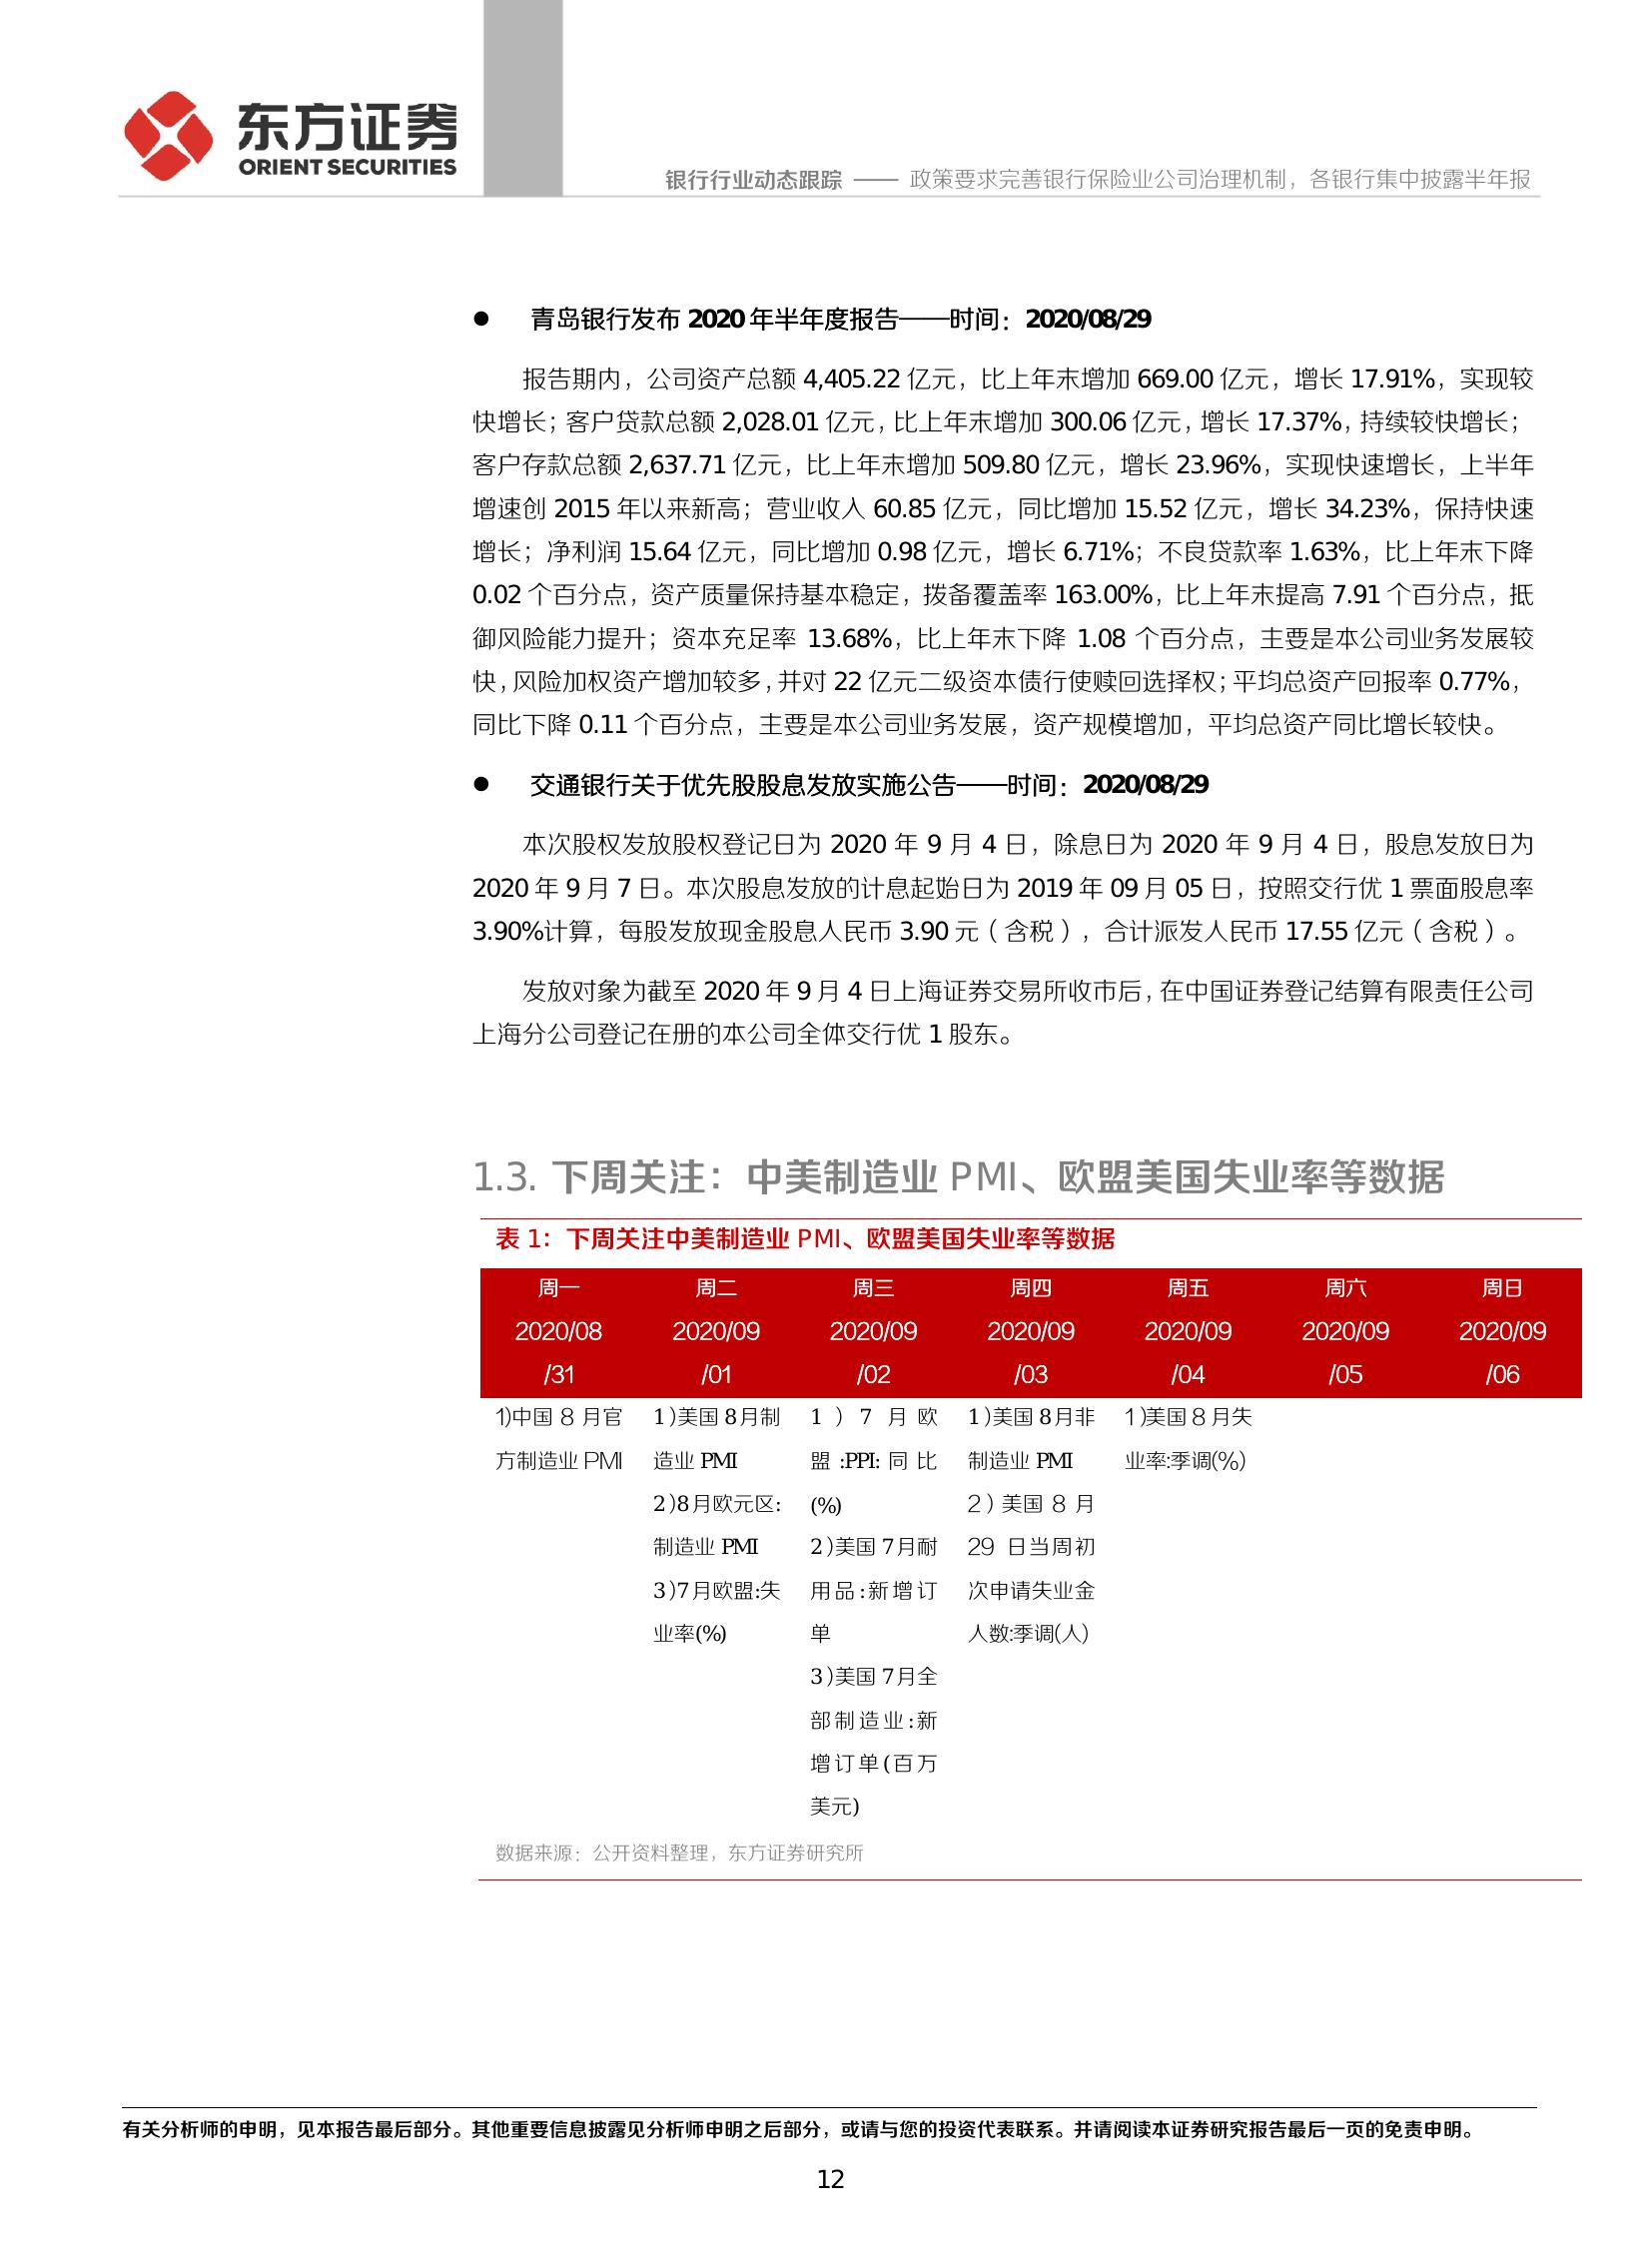 东方证券
ORIENT SECURITIES
银行行业动态跟踪 —— 政策要求完善银行保险业公司治理机制，各银行集中披露半年报
● 青岛银行发布 2020 年半年度报告——时间：2020/08/29
报告期内，公司资产总额 4,405.22 亿元，比上年末增加 669.00 亿元，增长 17.91%，实现较
快增长；客户贷款总额 2,028.01 亿元，比上年末增加 300.06 亿元，增长 17.37%，持续较快增长；
客户存款总额 2,637.71 亿元，比上年末增加 509.80 亿元，增长 23.96%，实现快速增长，上半年
增速创 2015 年以来新高；营业收入 60.85 亿元，同比增加 15.52 亿元，增长 34.23%，保持快速
增长；净利润 15.64 亿元，同比增加 0.98 亿元，增长 6.71%；不良贷款率 1.63%，比上年末下降
0.02 个百分点，资产质量保持基本稳定，拨备覆盖率 163.00%，比上年末提高 7.91 个百分点，抵
御风险能力提升；资本充足率 13.68%，比上年末下降 1.08 个百分点，主要是本公司业务发展较
快，风险加权资产增加较多，并对 22 亿元二级资本债行使赎回选择权；平均总资产回报率 0.77%，
同比下降 0.11 个百分点，主要是本公司业务发展，资产规模增加，平均总资产同比增长较快。
● 交通银行关于优先股股息发放实施公告——时间：2020/08/29
本次股权发放股权登记日为 2020 年 9 月 4 日，除息日为 2020 年 9 月 4 日，股息发放日为
2020 年 9 月 7 日。本次股息发放的计息起始日为 2019 年 09 月 05 日，按照交行优 1 票面股息率
3.90%计算，每股发放现金股息人民币 3.90 元（含税），合计派发人民币 17.55 亿元（含税）。
发放对象为截至 2020 年 9 月 4 日上海证券交易所收市后，在中国证券登记结算有限责任公司
上海分公司登记在册的本公司全体交行优 1 股东。
1.3. 下周关注：中美制造业 PMI、欧盟美国失业率等数据
表 1：下周关注中美制造业 PMI、欧盟美国失业率等数据
周一 周二 周三 周四 周五 周六 周日
2020/08 2020/09 2020/09 2020/09 2020/09 2020/09 2020/09
/31 /01 /02 /03 /04 /05 /06
1)中国 8 月官
方制造业 PMI
1)美国 8月制
造业 PMI
2)8月欧元区:
制造业 PMI
3)7月欧盟:失
业率(%)
1）7 月欧
盟:PPI:同比
(%)
2)美国 7月耐
用品:新增订
单
3)美国 7月全
部制造业:新
增订单(百万
美元)
1)美国 8月非
制造业 PMI
2）美国 8 月
29 日当周初
次申请失业金
人数:季调(人)
1)美国 8 月失
业率:季调(%)
数据来源：公开资料整理，东方证券研究所
有关分析师的申明，见本报告最后部分。其他重要信息披露见分析师申明之后部分，或请与您的投资代表联系。并请阅读本证券研究报告最后一页的免责申明。
12